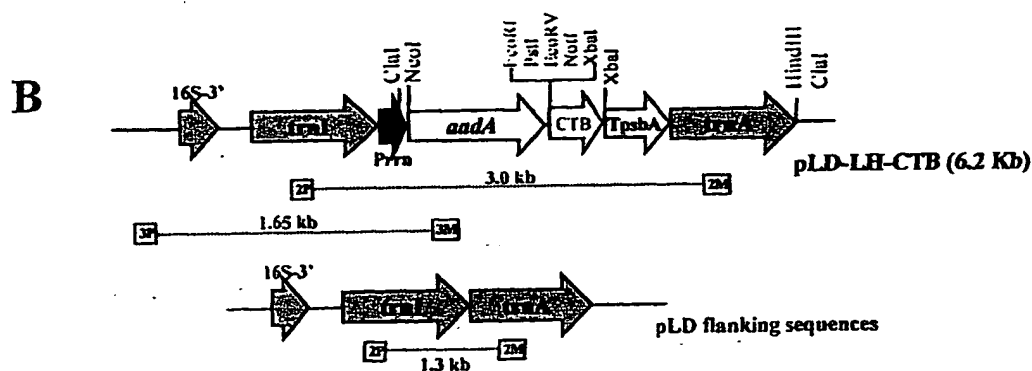 B
EcoRI
PstI
EcoRV
NotI
XbaI
ClaI
NcoI
XbaI
HindIII
ClaI
16S-3'
trnI
Prrn
aadA
CTB
TpsbA
trnA
pLD-LH-CTB (6.2 Kb)
2P
3.0 kb
2M
3P
1.65 kb
3M
16S-3'
trnI
trnA
pLD flanking sequences
2P
1.3 kb
2M